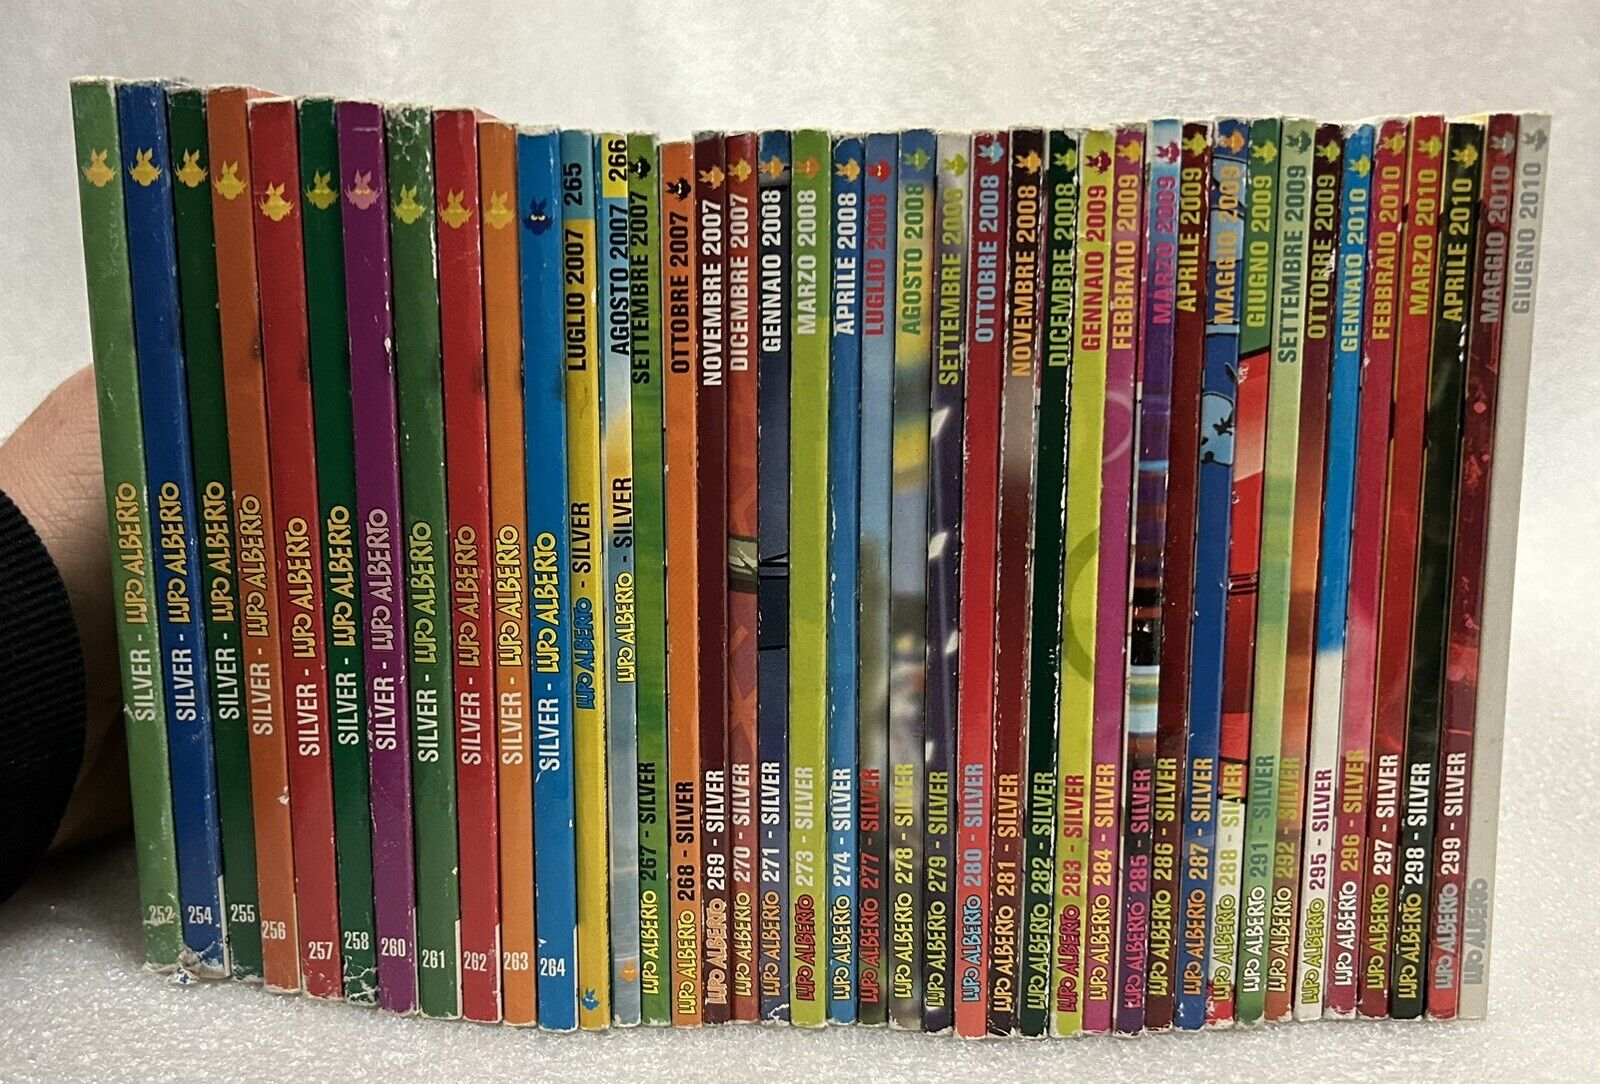 252 SILVER - LUPO ALBERTO
254 SILVER - LUPO ALBERTO
255 SILVER - LUPO ALBERTO
256 SILVER - LUPO ALBERTO
257 SILVER - LUPO ALBERTO
258 SILVER - LUPO ALBERTO
260 SILVER - LUPO ALBERTO
261 SILVER - LUPO ALBERTO
262 SILVER - LUPO ALBERTO
263 SILVER - LUPO ALBERTO
264 SILVER - LUPO ALBERTO
LUPO ALBERTO - SILVER LUGLIO 2007 265
LUPO ALBERTO - SILVER AGOSTO 2007 266
LUPO ALBERTO 267 - SILVER SETTEMBRE 2007
LUPO ALBERTO 268 - SILVER OTTOBRE 2007
LUPO ALBERTO 269 - SILVER NOVEMBRE 2007
LUPO ALBERTO 270 - SILVER DICEMBRE 2007
LUPO ALBERTO 271 - SILVER GENNAIO 2008
LUPO ALBERTO 273 - SILVER MARZO 2008
LUPO ALBERTO 274 - SILVER APRILE 2008
LUPO ALBERTO 277 - SILVER LUGLIO 2008
LUPO ALBERTO 278 - SILVER AGOSTO 2008
LUPO ALBERTO 279 - SILVER SETTEMBRE 2008
LUPO ALBERTO 280 - SILVER OTTOBRE 2008
LUPO ALBERTO 281 - SILVER NOVEMBRE 2008
LUPO ALBERTO 282 - SILVER DICEMBRE 2008
LUPO ALBERTO 283 - SILVER GENNAIO 2009
LUPO ALBERTO 284 - SILVER FEBBRAIO 2009
LUPO ALBERTO 285 - SILVER MARZO 2009
LUPO ALBERTO 286 - SILVER APRILE 2009
LUPO ALBERTO 287 - SILVER MAGGIO 2009
LUPO ALBERTO 288 - SILVER GIUGNO 2009
LUPO ALBERTO 291 - SILVER SETTEMBRE 2009
LUPO ALBERTO 292 - SILVER OTTOBRE 2009
LUPO ALBERTO 295 - SILVER GENNAIO 2010
LUPO ALBERTO 296 - SILVER FEBBRAIO 2010
LUPO ALBERTO 297 - SILVER MARZO 2010
LUPO ALBERTO 298 - SILVER APRILE 2010
LUPO ALBERTO 299 - SILVER MAGGIO 2010
LUPO ALBERTO GIUGNO 2010